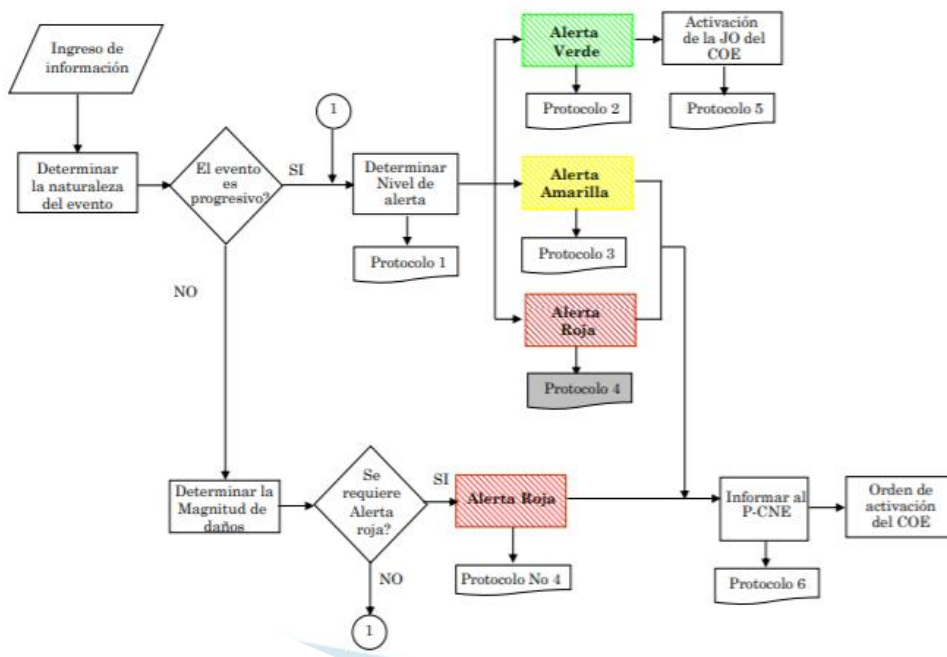 Ingreso de
información
Determinar
la naturaleza
del evento
El evento
es
progresivo?
SI
NO
1
Determinar
Nivel de
alerta
Protocolo 1
Alerta
Verde
Protocolo 2
Activación
de la JO del
COE
Protocolo 5
Alerta
Amarilla
Protocolo 3
Alerta
Roja
Protocolo 4
Determinar la
Magnitud de
daños
Se
requiere
Alerta
roja?
SI
NO
1
Alerta Roja
Protocolo No 4
Informar al
P-CNE
Protocolo 6
Orden de
activación
del COE